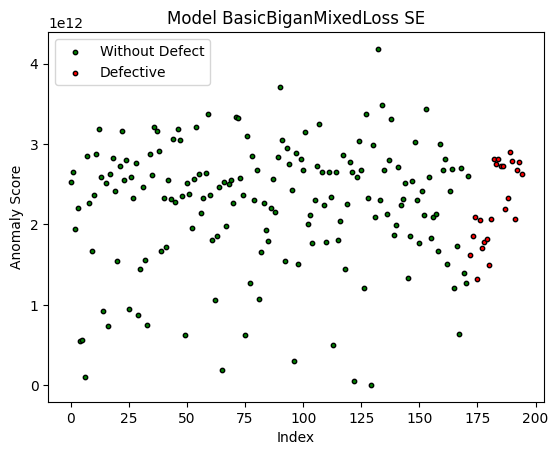 Model BasicBiganMixedLoss SE
1e12
Without Defect
Defective
Anomaly Score
4
3
2
1
0
0 25 50 75 100 125 150 175 200
Index